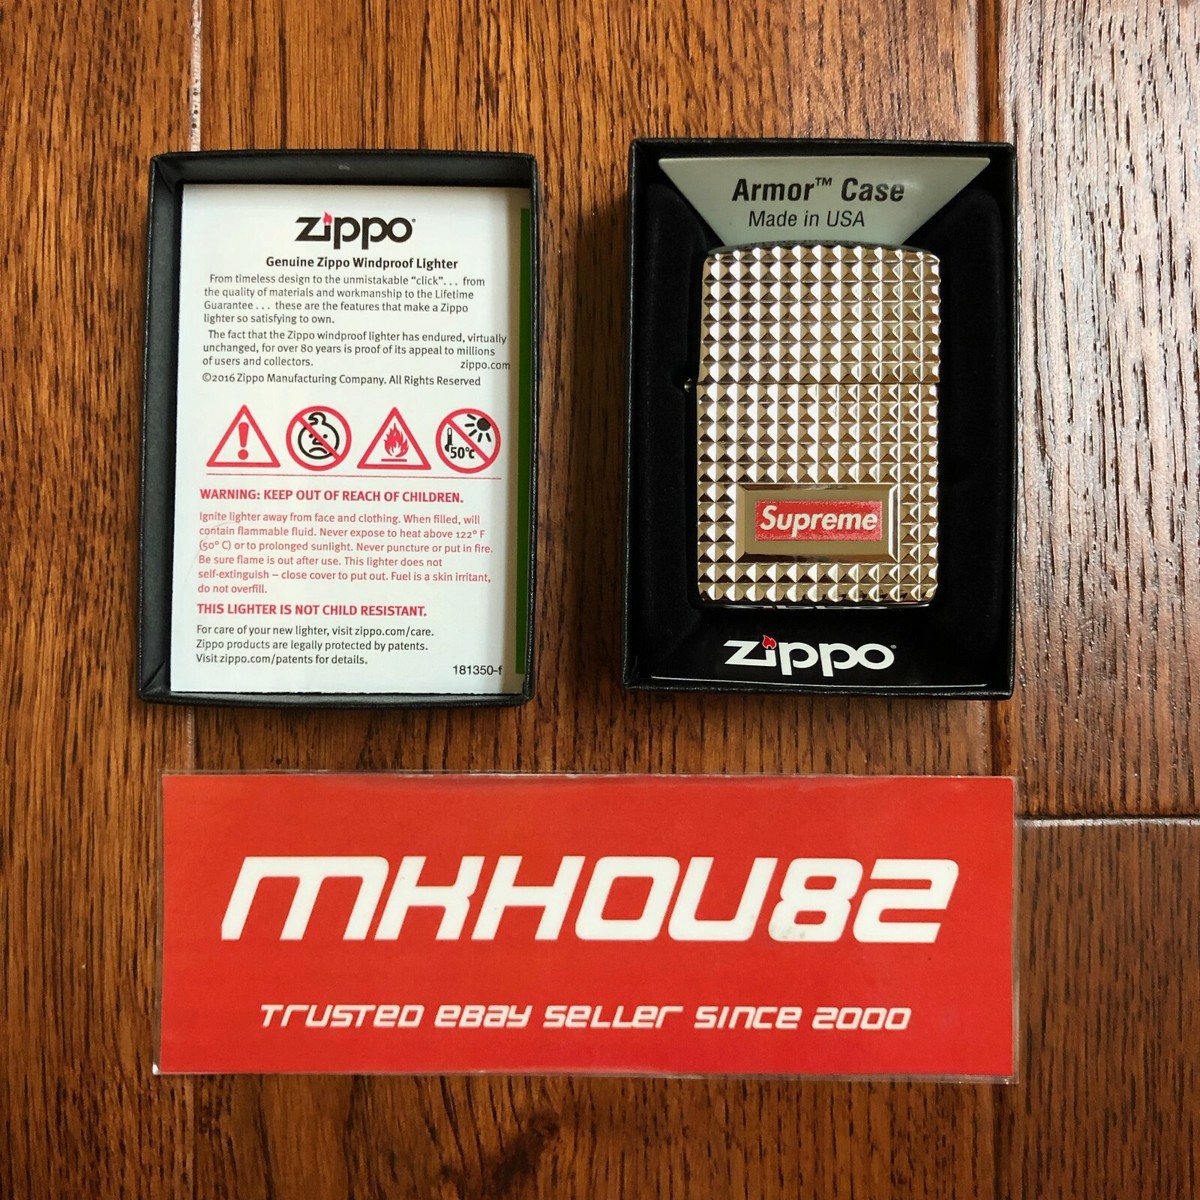 Zippo
Genuine Zippo Windproof Lighter
From timeless design to the unmistakable “click”. . . from
the quality of materials and workmanship to the Lifetime
Guarantee . . . these are the features that make a Zippo
lighter so satisfying to own.
The fact that the Zippo windproof lighter has endured, virtually
unchanged, for over 80 years is proof of its appeal to millions
of users and collectors. zippo.com
©2016 Zippo Manufacturing Company. All Rights Reserved
50°C
WARNING: KEEP OUT OF REACH OF CHILDREN.
Ignite lighter away from face and clothing. When filled, will
contain flammable fluid. Never expose to heat above 122° F
(50° C) or to prolonged sunlight. Never puncture or put in fire.
Be sure flame is out after use. This lighter does not
self-extinguish – close cover to put out. Fuel is a skin irritant,
do not overfill.
THIS LIGHTER IS NOT CHILD RESISTANT.
For care of your new lighter, visit zippo.com/care.
Zippo products are legally protected by patents.
Visit zippo.com/patents for details.
181350-f
Armor™ Case
Made in USA
Supreme
Zippo
MKHOU82
Trusted ebay seller since 2000